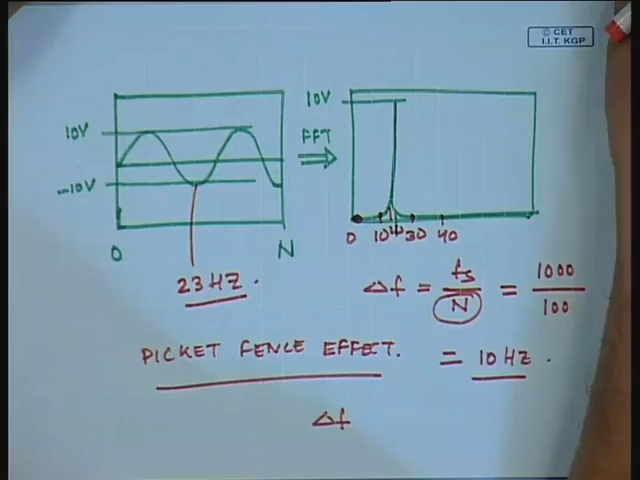 © CET
I.I.T. KGP
10V
10V
FFT
-10V
0 10 30 40
0 N
23 HZ.
Δf = fs/N = 1000/100
PICKET FENCE EFFECT. = 10 HZ.
Δf